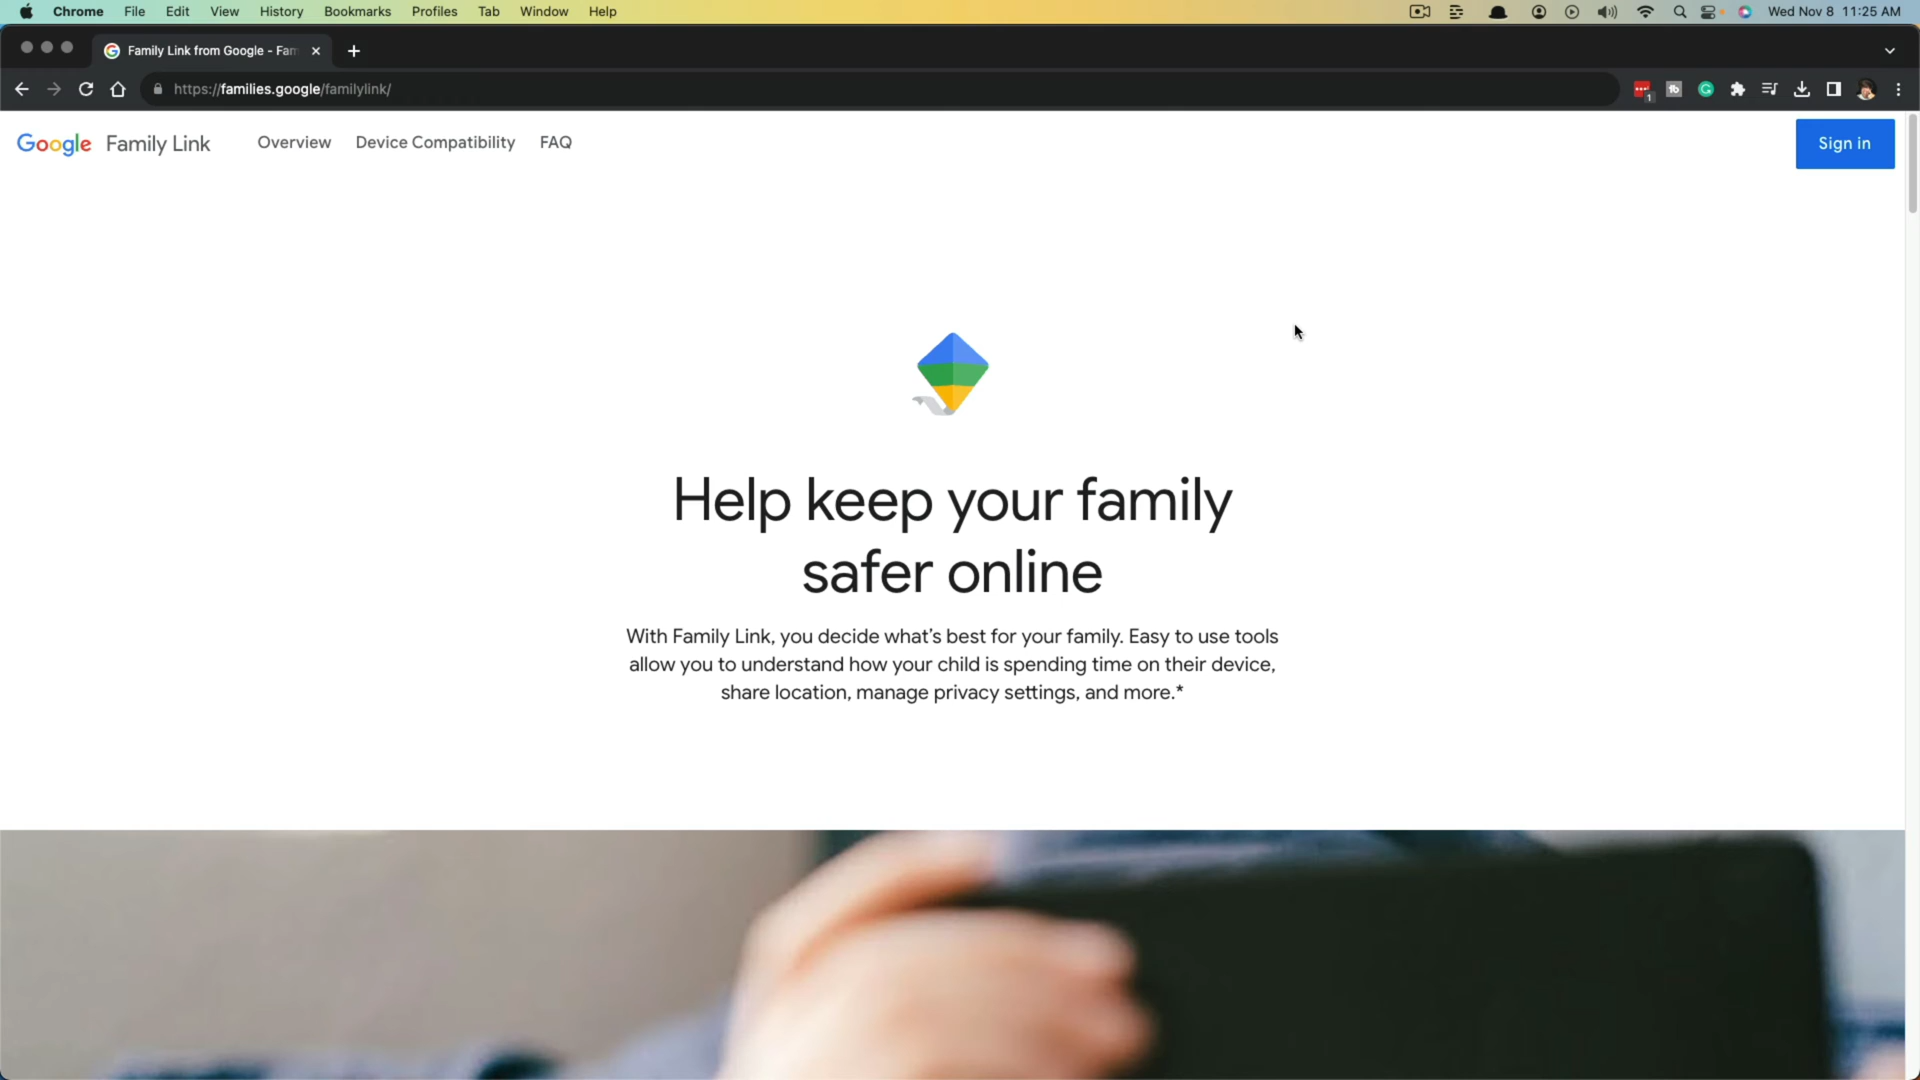 Chrome File Edit View History Bookmarks Profiles Tab Window Help Wed Nov 8 11:25 AM
Family Link from Google - Fam
https://families.google/familylink/ 1
Google Family Link Overview Device Compatibility FAQ Sign in
Help keep your family
safer online
With Family Link, you decide what’s best for your family. Easy to use tools
allow you to understand how your child is spending time on their device,
share location, manage privacy settings, and more.*